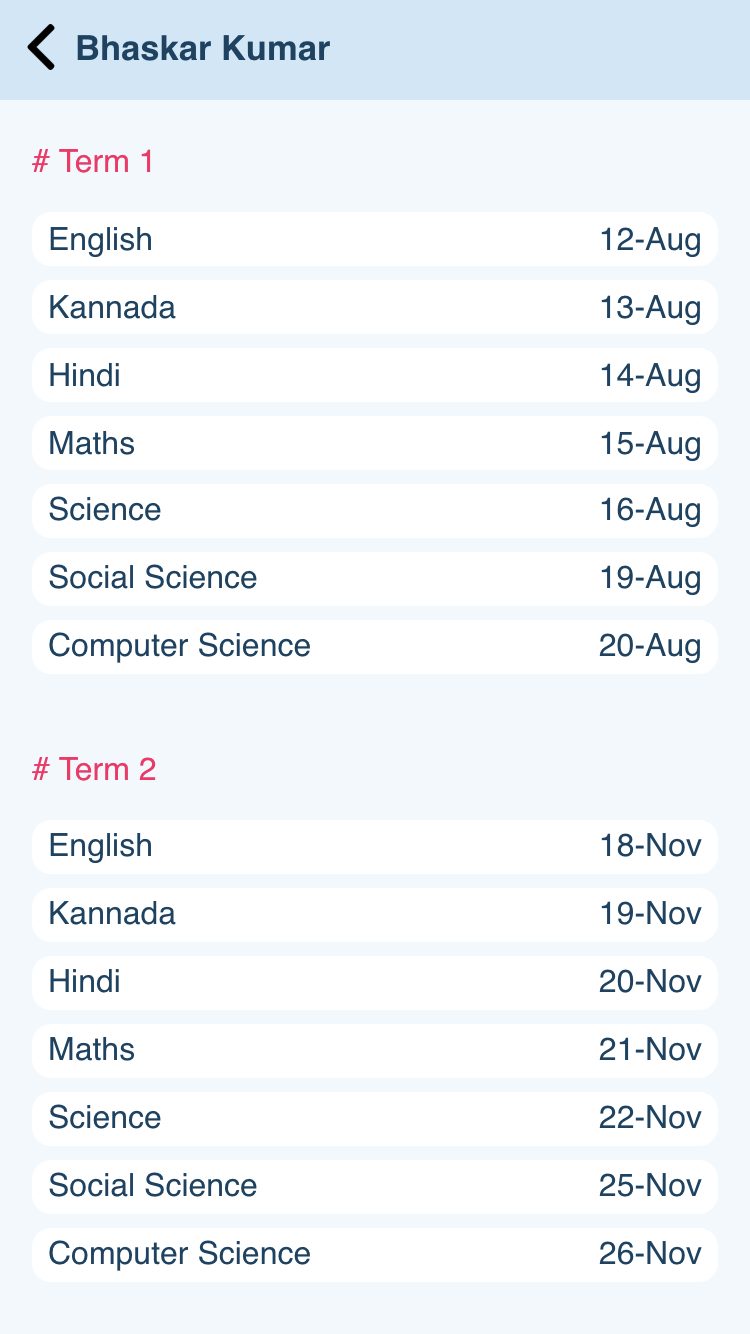 Bhaskar Kumar
# Term 1
English 12-Aug
Kannada 13-Aug
Hindi 14-Aug
Maths 15-Aug
Science 16-Aug
Social Science 19-Aug
Computer Science 20-Aug
# Term 2
English 18-Nov
Kannada 19-Nov
Hindi 20-Nov
Maths 21-Nov
Science 22-Nov
Social Science 25-Nov
Computer Science 26-Nov